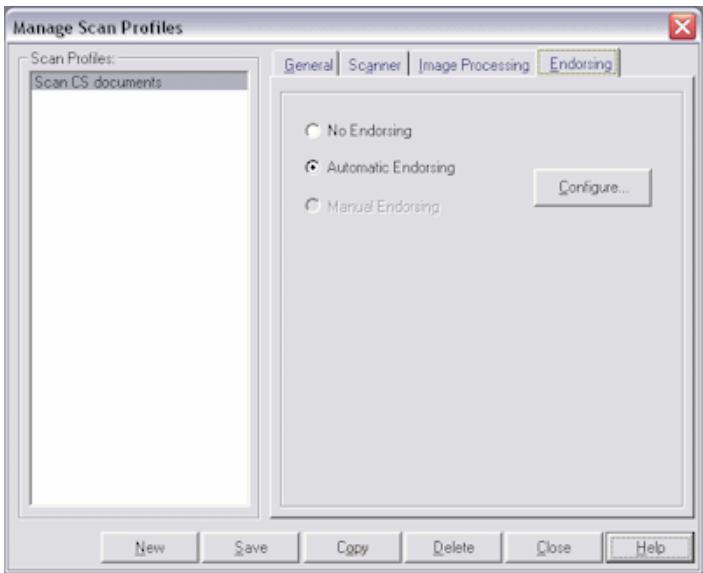 Manage Scan Profiles
Scan Profiles:
Scan CS documents
General Scanner Image Processing Endorsing
No Endorsing
Automatic Endorsing
Configure...
Manual Endorsing
New Save Copy Delete Close Help